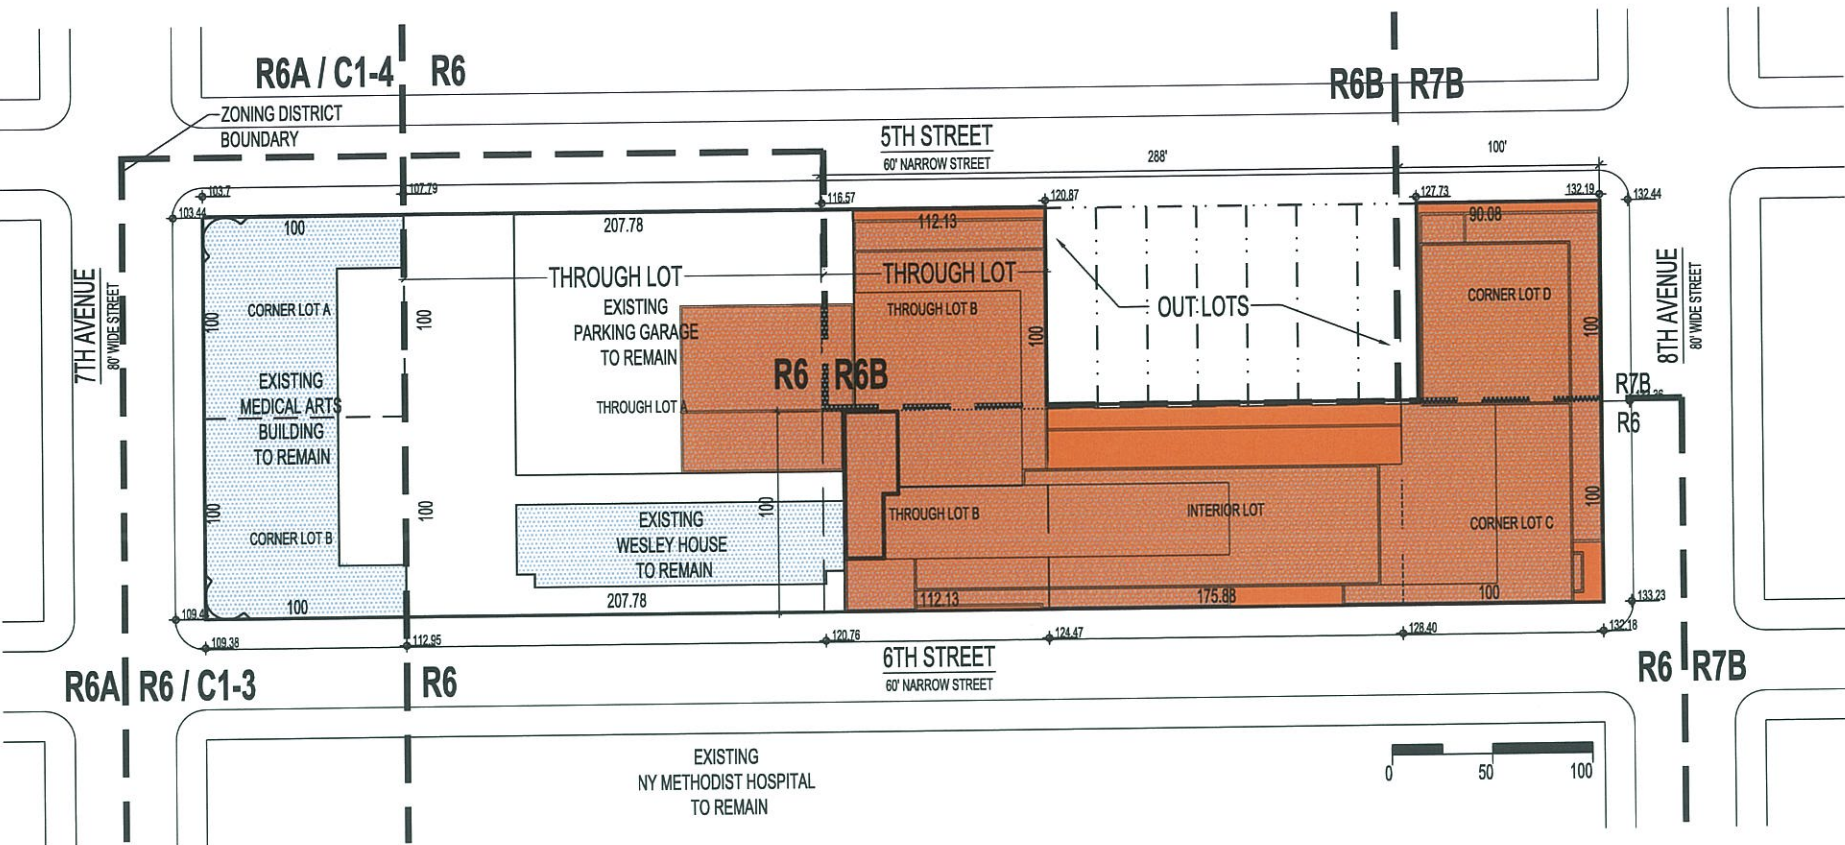 R6A / C1-4
R6
R6B
R7B
ZONING DISTRICT
BOUNDARY
5TH STREET
60' NARROW STREET
288'
100'
103.7
107.79
116.57
120.87
127.73
132.19
132.44
103.44
100
207.78
112.13
90.08
7TH AVENUE
80' WIDE STREET
8TH AVENUE
80' WIDE STREET
THROUGH LOT
THROUGH LOT
CORNER LOT A
100
100
EXISTING
PARKING GARAGE
TO REMAIN
THROUGH LOT B
100
OUT LOTS
CORNER LOT D
100
EXISTING
MEDICAL ARTS
BUILDING
TO REMAIN
R6
R6B
THROUGH LOT A
R7B
R6
100
100
100
100
CORNER LOT B
EXISTING
WESLEY HOUSE
TO REMAIN
THROUGH LOT B
INTERIOR LOT
CORNER LOT C
100
207.78
112.13
175.88
100
109.38
112.95
120.76
124.47
128.40
132.18
133.23
6TH STREET
60' NARROW STREET
R6A
R6 / C1-3
R6
R6
R7B
EXISTING
NY METHODIST HOSPITAL
TO REMAIN
0
50
100